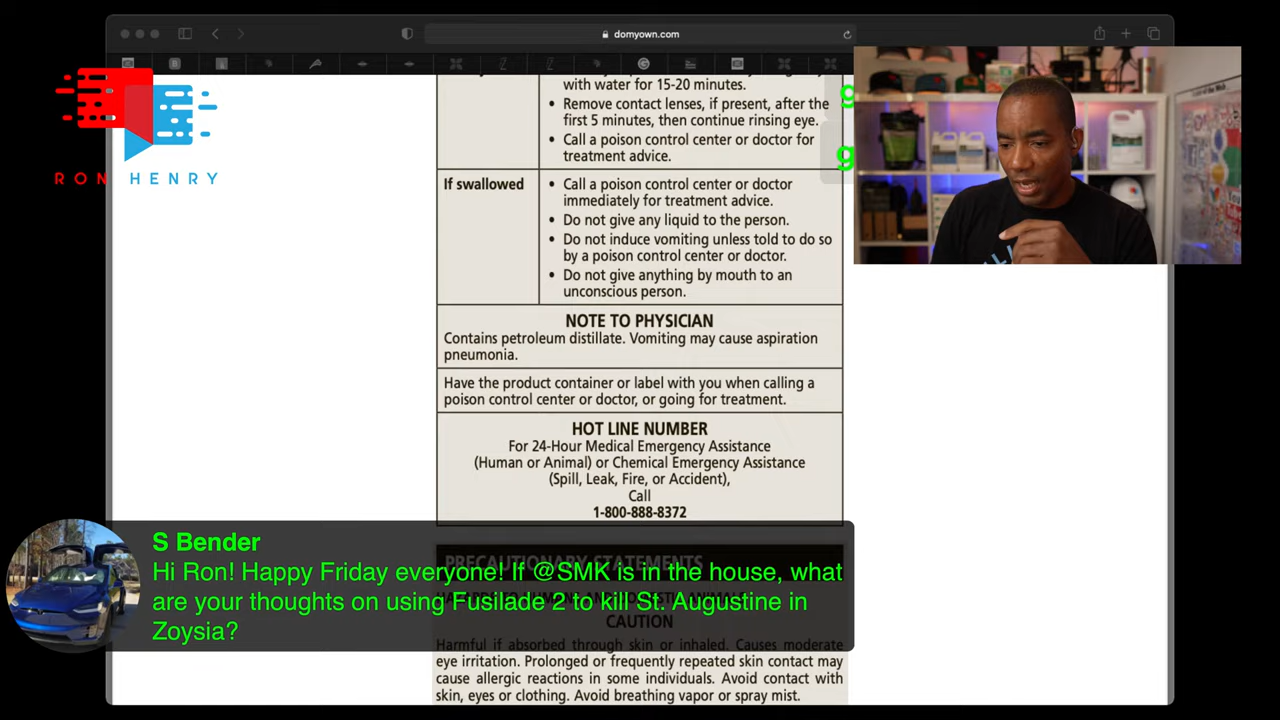 domyown.com
RON HENRY
with water for 15-20 minutes.
• Remove contact lenses, if present, after the
first 5 minutes, then continue rinsing eye.
• Call a poison control center or doctor for
treatment advice.
If swallowed
• Call a poison control center or doctor
immediately for treatment advice.
• Do not give any liquid to the person.
• Do not induce vomiting unless told to do so
by a poison control center or doctor.
• Do not give anything by mouth to an
unconscious person.
NOTE TO PHYSICIAN
Contains petroleum distillate. Vomiting may cause aspiration
pneumonia.
Have the product container or label with you when calling a
poison control center or doctor, or going for treatment.
HOT LINE NUMBER
For 24-Hour Medical Emergency Assistance
(Human or Animal) or Chemical Emergency Assistance
(Spill, Leak, Fire, or Accident),
Call
1-800-888-8372
PRECAUTIONARY STATEMENTS
CAUTION
Harmful if absorbed through skin or inhaled. Causes moderate
eye irritation. Prolonged or frequently repeated skin contact may
cause allergic reactions in some individuals. Avoid contact with
skin, eyes or clothing. Avoid breathing vapor or spray mist.
S Bender
Hi Ron! Happy Friday everyone! If @SMK is in the house, what
are your thoughts on using Fusilade 2 to kill St. Augustine in
Zoysia?